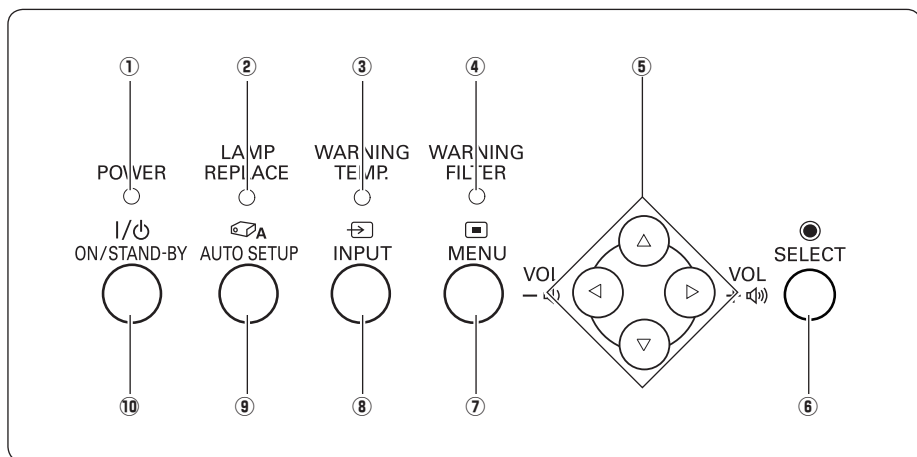 ① ② ③ ④ ⑤
POWER LAMP REPLACE WARNING TEMP. WARNING FILTER
I/⏻ A
ON/STAND-BY AUTO SETUP INPUT MENU SELECT
VOL VOL
− +
⑩ ⑨ ⑧ ⑦ ⑥